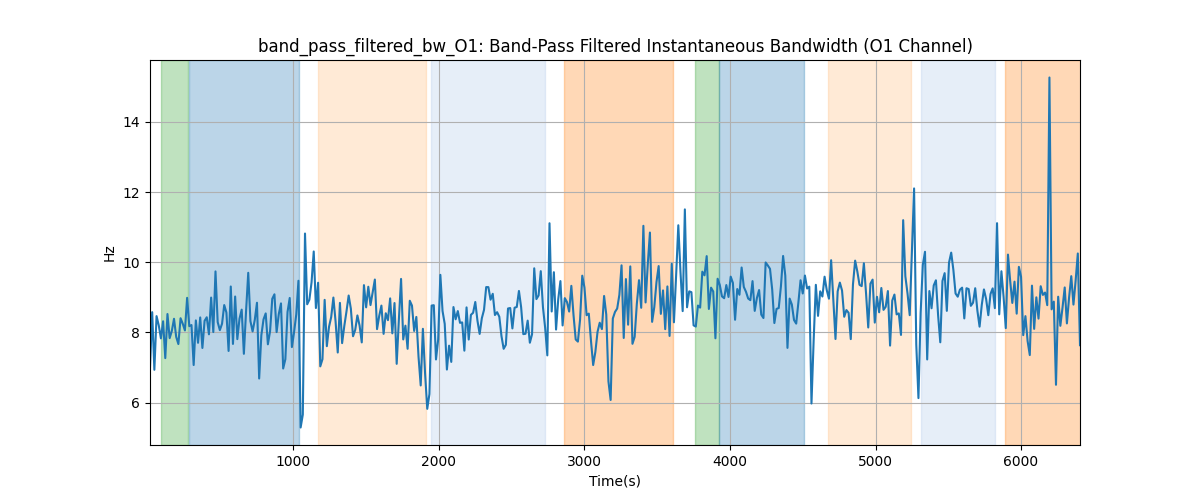 band_pass_filtered_bw_O1: Band-Pass Filtered Instantaneous Bandwidth (O1 Channel)
14
12
10
8
6
Hz
1000 2000 3000 4000 5000 6000
Time(s)